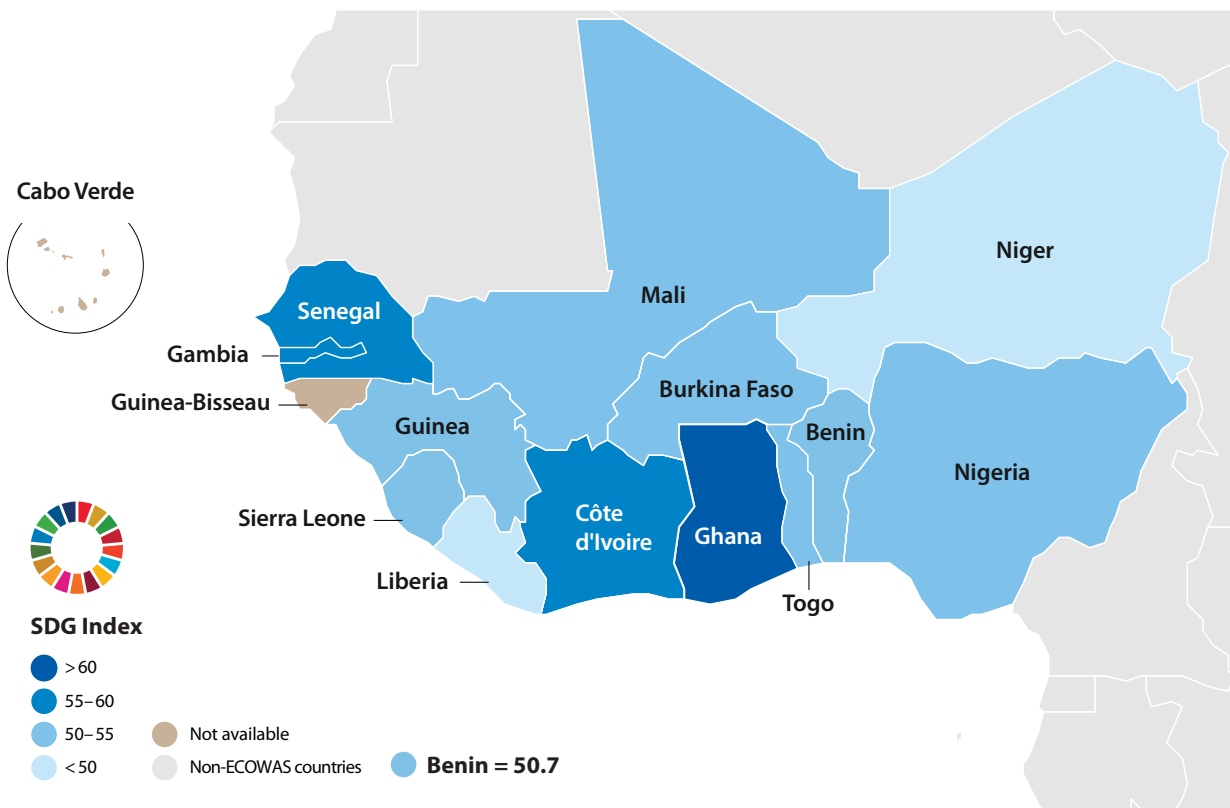 Cabo Verde
Niger
Mali
Senegal
Gambia
Burkina Faso
Guinea-Bisseau
Guinea
Benin
Nigeria
Sierra Leone
Côte
d'Ivoire
Ghana
Liberia
Togo
SDG Index
>60
55–60
50–55
Not available
<50
Non-ECOWAS countries
Benin = 50.7